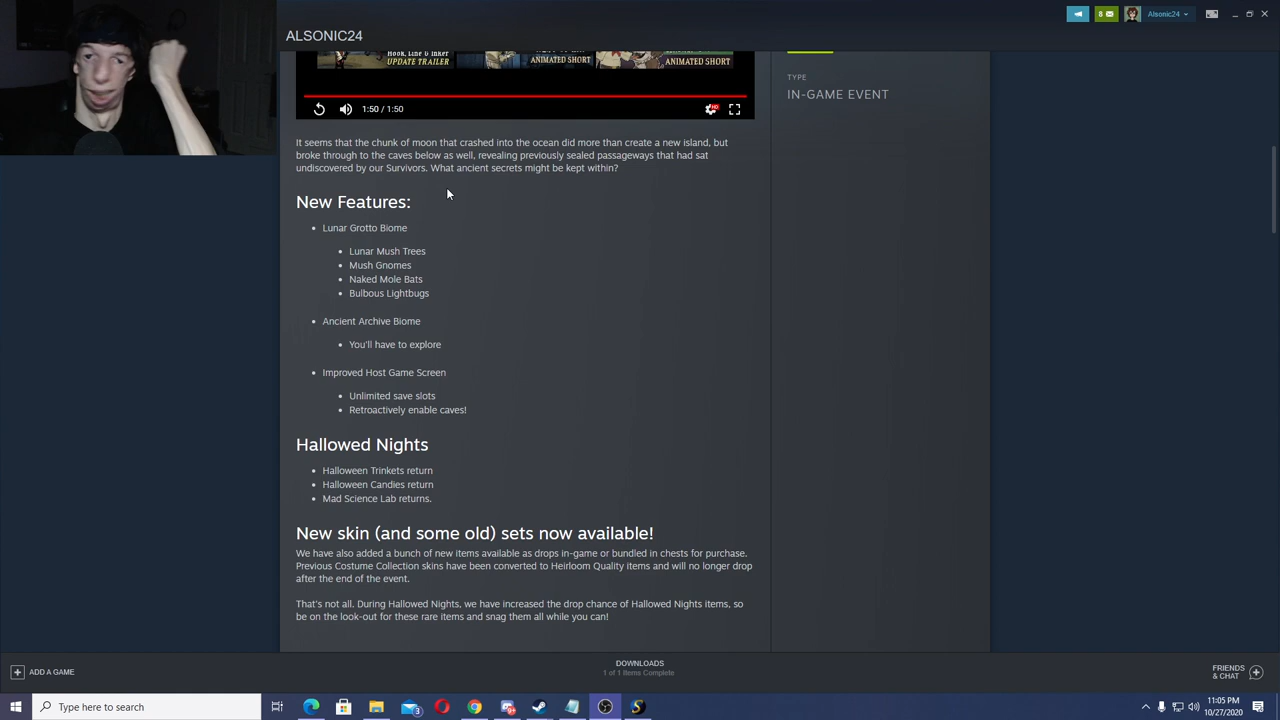 8
Alsonic24
ALSONIC24
Hook, Line & Inker
UPDATE TRAILER
ANIMATED SHORT
ANIMATED SHORT
1:50 / 1:50
HD
TYPE
IN-GAME EVENT
It seems that the chunk of moon that crashed into the ocean did more than create a new island, but
broke through to the caves below as well, revealing previously sealed passageways that had sat
undiscovered by our Survivors. What ancient secrets might be kept within?
New Features:
Lunar Grotto Biome
Lunar Mush Trees
Mush Gnomes
Naked Mole Bats
Bulbous Lightbugs
Ancient Archive Biome
You'll have to explore
Improved Host Game Screen
Unlimited save slots
Retroactively enable caves!
Hallowed Nights
Halloween Trinkets return
Halloween Candies return
Mad Science Lab returns.
New skin (and some old) sets now available!
We have also added a bunch of new items available as drops in-game or bundled in chests for purchase.
Previous Costume Collection skins have been converted to Heirloom Quality items and will no longer drop
after the end of the event.
That's not all. During Hallowed Nights, we have increased the drop chance of Hallowed Nights items, so
be on the look-out for these rare items and snag them all while you can!
ADD A GAME
DOWNLOADS
1 of 1 Items Complete
FRIENDS
& CHAT
Type here to search
3
11:05 PM
10/27/2020